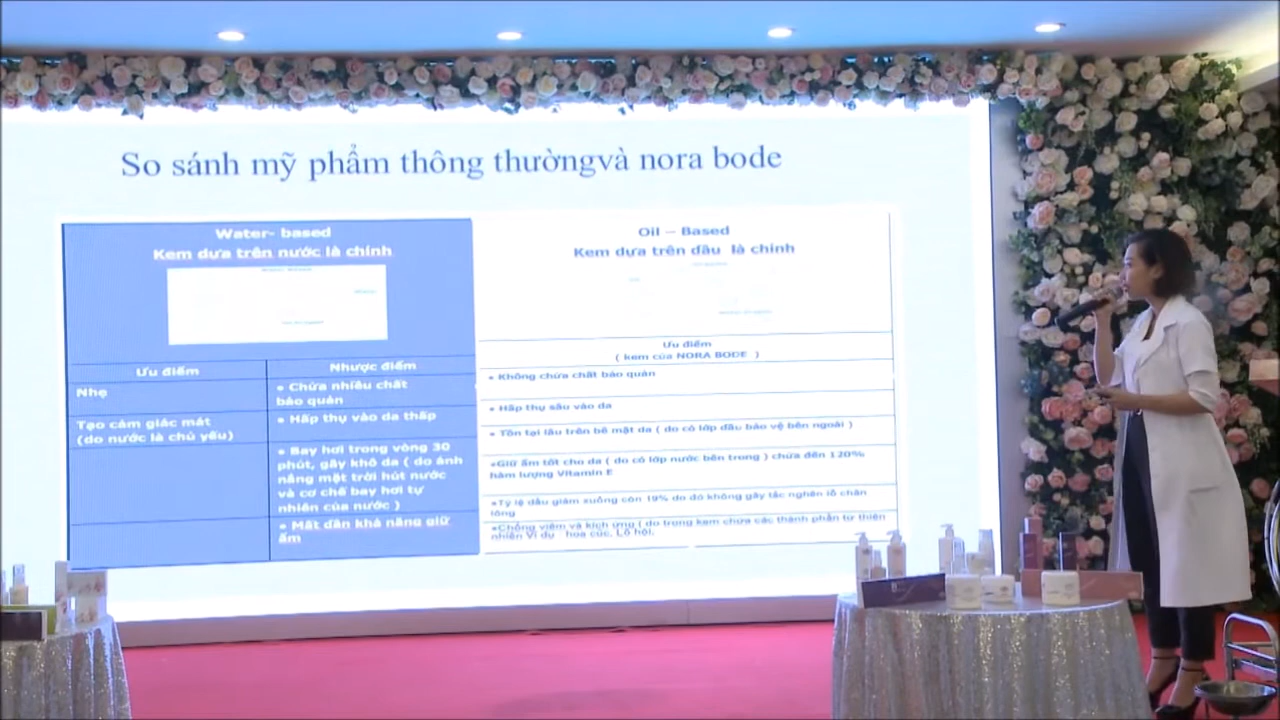 So sánh mỹ phẩm thông thườngvà nora bode
Water- based
Kem dựa trên nước là chính
Ưu điểm
Nhược điểm
Nhẹ
• Chứa nhiều chất
bảo quản
Tạo cảm giác mát
(do nước là chủ yếu)
• Hấp thụ vào da thấp
• Bay hơi trong vòng 30
phút, gây khô da ( do ánh
nắng mặt trời hút nước
và cơ chế bay hơi tự
nhiên của nước )
• Mất dần khả năng giữ
ẩm
Oil – Based
Kem dựa trên dầu là chính
Ưu điểm
( kem của NORA BODE )
• Không chứa chất bảo quản
• Hấp thụ sâu vào da
• Tồn tại lâu trên bề mặt da ( do có lớp dầu bảo vệ bên ngoài )
•Giữ ẩm tốt cho da ( do có lớp nước bên trong ) chứa đến 120%
hàm lượng Vitamin E
•Tỷ lệ dầu giảm xuống còn 19% do đó không gây tắc nghẽn lỗ chân
lông
•Chống viêm và kích ứng ( do trong kem chứa các thành phần từ thiên
nhiên Ví dụ hoa cúc, Lô hội.